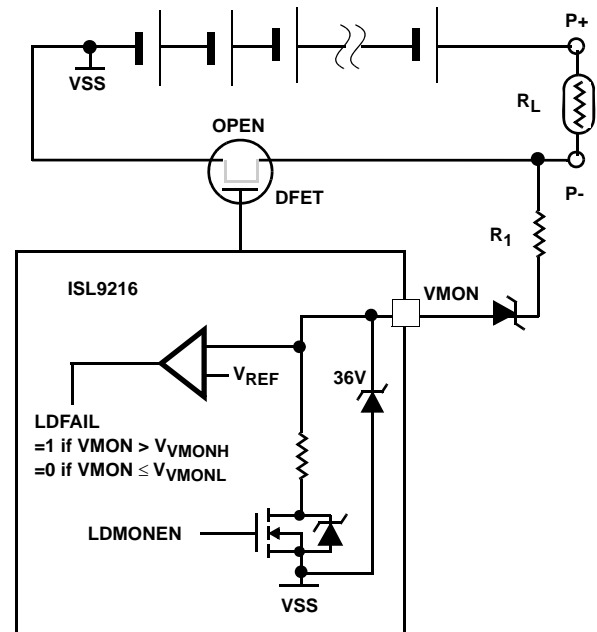 P+
VSS
RL
OPEN
DFET
P-
R1
ISL9216
VMON
VREF
36V
LDFAIL
=1 if VMON > VVMONH
=0 if VMON ≤ VVMONL
LDMONEN
VSS